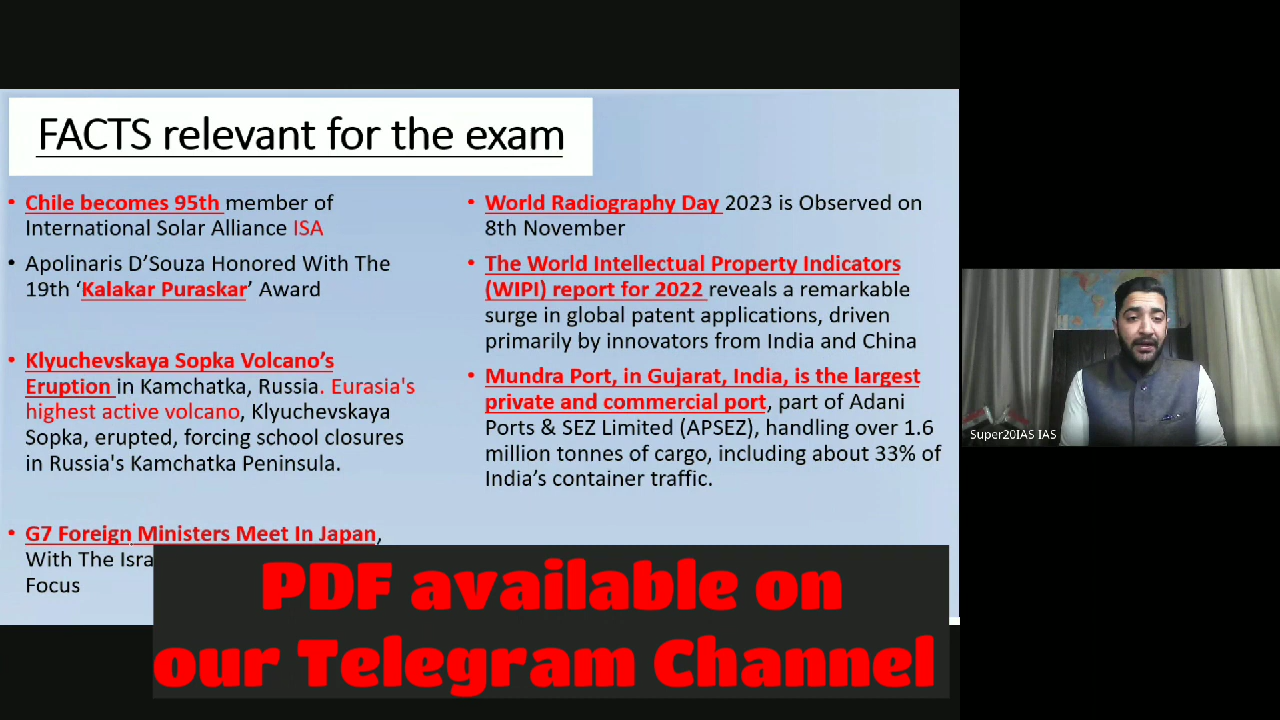 FACTS relevant for the exam
• Chile becomes 95th member of
International Solar Alliance ISA
• Apolinaris D’Souza Honored With The
19th ‘Kalakar Puraskar’ Award
• Klyuchevskaya Sopka Volcano’s
Eruption in Kamchatka, Russia. Eurasia's
highest active volcano, Klyuchevskaya
Sopka, erupted, forcing school closures
in Russia's Kamchatka Peninsula.
• G7 Foreign Ministers Meet In Japan,
With The Isra
Focus
• World Radiography Day 2023 is Observed on
8th November
• The World Intellectual Property Indicators
(WIPI) report for 2022 reveals a remarkable
surge in global patent applications, driven
primarily by innovators from India and China
• Mundra Port, in Gujarat, India, is the largest
private and commercial port, part of Adani
Ports & SEZ Limited (APSEZ), handling over 1.6
million tonnes of cargo, including about 33% of
India’s container traffic.
PDF available on
our Telegram Channel
Super20IAS IAS